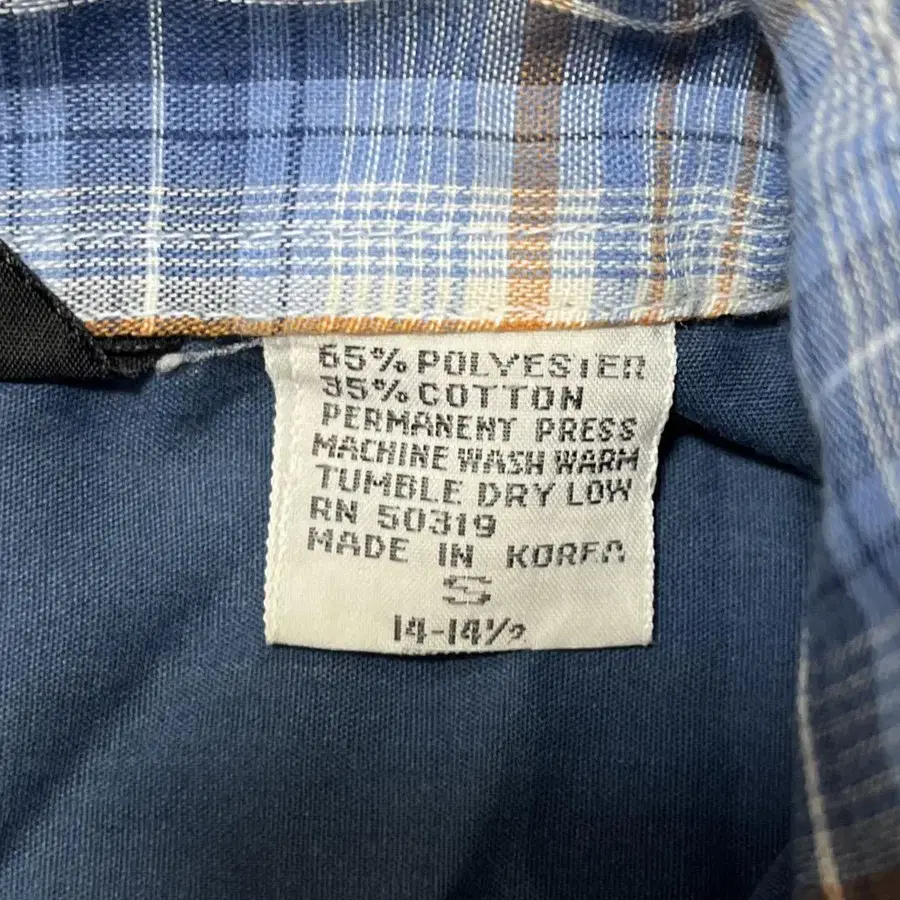 65% POLYESTER
35% COTTON
PERMANENT PRESS
MACHINE WASH WARM
TUMBLE DRY LOW
RN 50319
MADE IN KOREA
S
14-14½